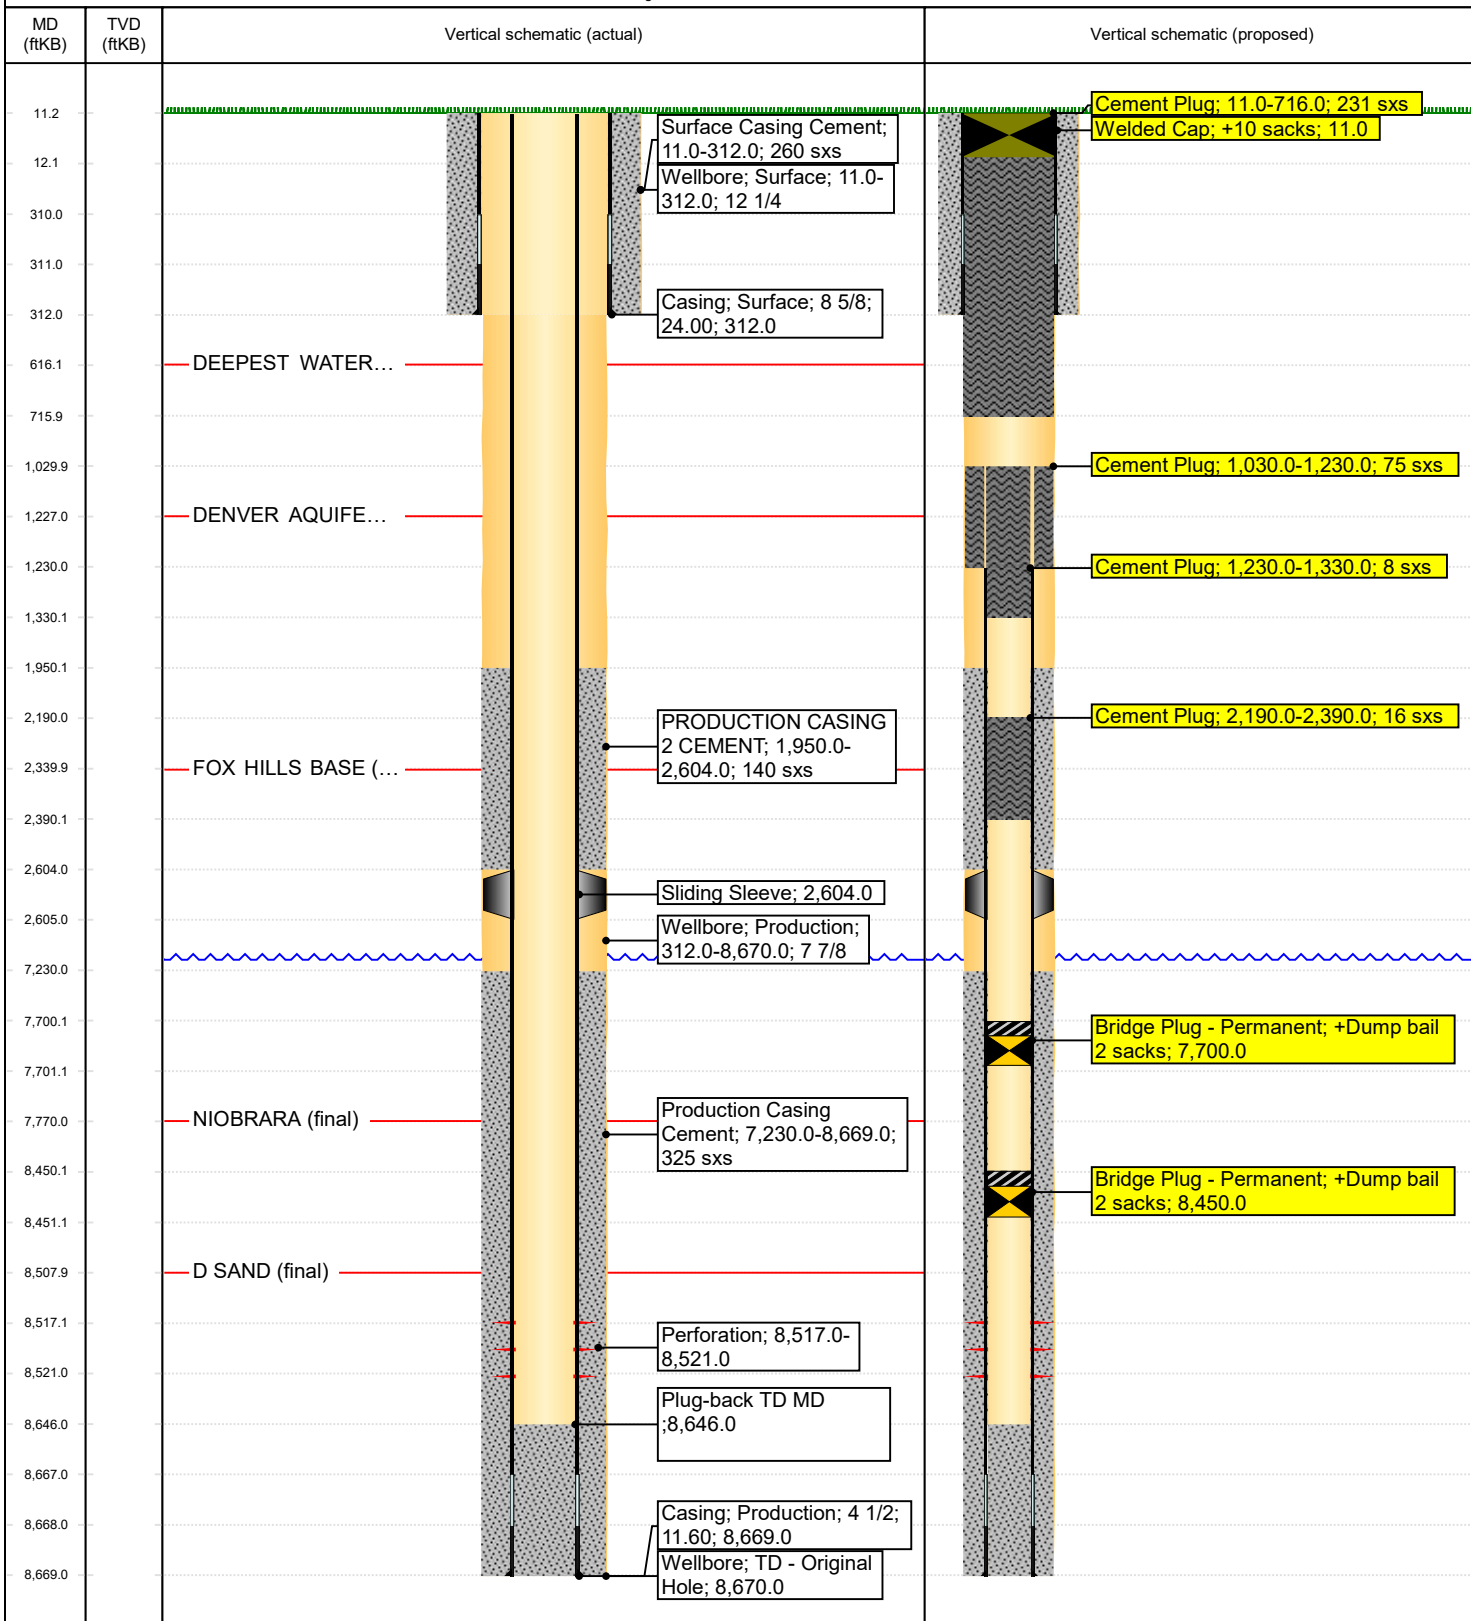 MD
(ftKB)
TVD
(ftKB)
Vertical schematic (actual)
Vertical schematic (proposed)
11.2
12.1
310.0
311.0
312.0
616.1
715.9
1,029.9
1,227.0
1,230.0
1,330.1
1,950.1
2,190.0
2,339.9
2,390.1
2,604.0
2,605.0
7,230.0
7,700.1
7,701.1
7,770.0
8,450.1
8,451.1
8,507.9
8,517.1
8,521.0
8,646.0
8,667.0
8,668.0
8,669.0
DEEPEST WATER…
DENVER AQUIFE…
FOX HILLS BASE (…
NIOBRARA (final)
D SAND (final)
Surface Casing Cement;
11.0-312.0; 260 sxs
Wellbore; Surface; 11.0-
312.0; 12 1/4
Casing; Surface; 8 5/8;
24.00; 312.0
PRODUCTION CASING
2 CEMENT; 1,950.0-
2,604.0; 140 sxs
Sliding Sleeve; 2,604.0
Wellbore; Production;
312.0-8,670.0; 7 7/8
Production Casing
Cement; 7,230.0-8,669.0;
325 sxs
Perforation; 8,517.0-
8,521.0
Plug-back TD MD
;8,646.0
Casing; Production; 4 1/2;
11.60; 8,669.0
Wellbore; TD - Original
Hole; 8,670.0
Cement Plug; 11.0-716.0; 231 sxs
Welded Cap; +10 sacks; 11.0
Cement Plug; 1,030.0-1,230.0; 75 sxs
Cement Plug; 1,230.0-1,330.0; 8 sxs
Cement Plug; 2,190.0-2,390.0; 16 sxs
Bridge Plug - Permanent; +Dump bail
2 sacks; 7,700.0
Bridge Plug - Permanent; +Dump bail
2 sacks; 8,450.0